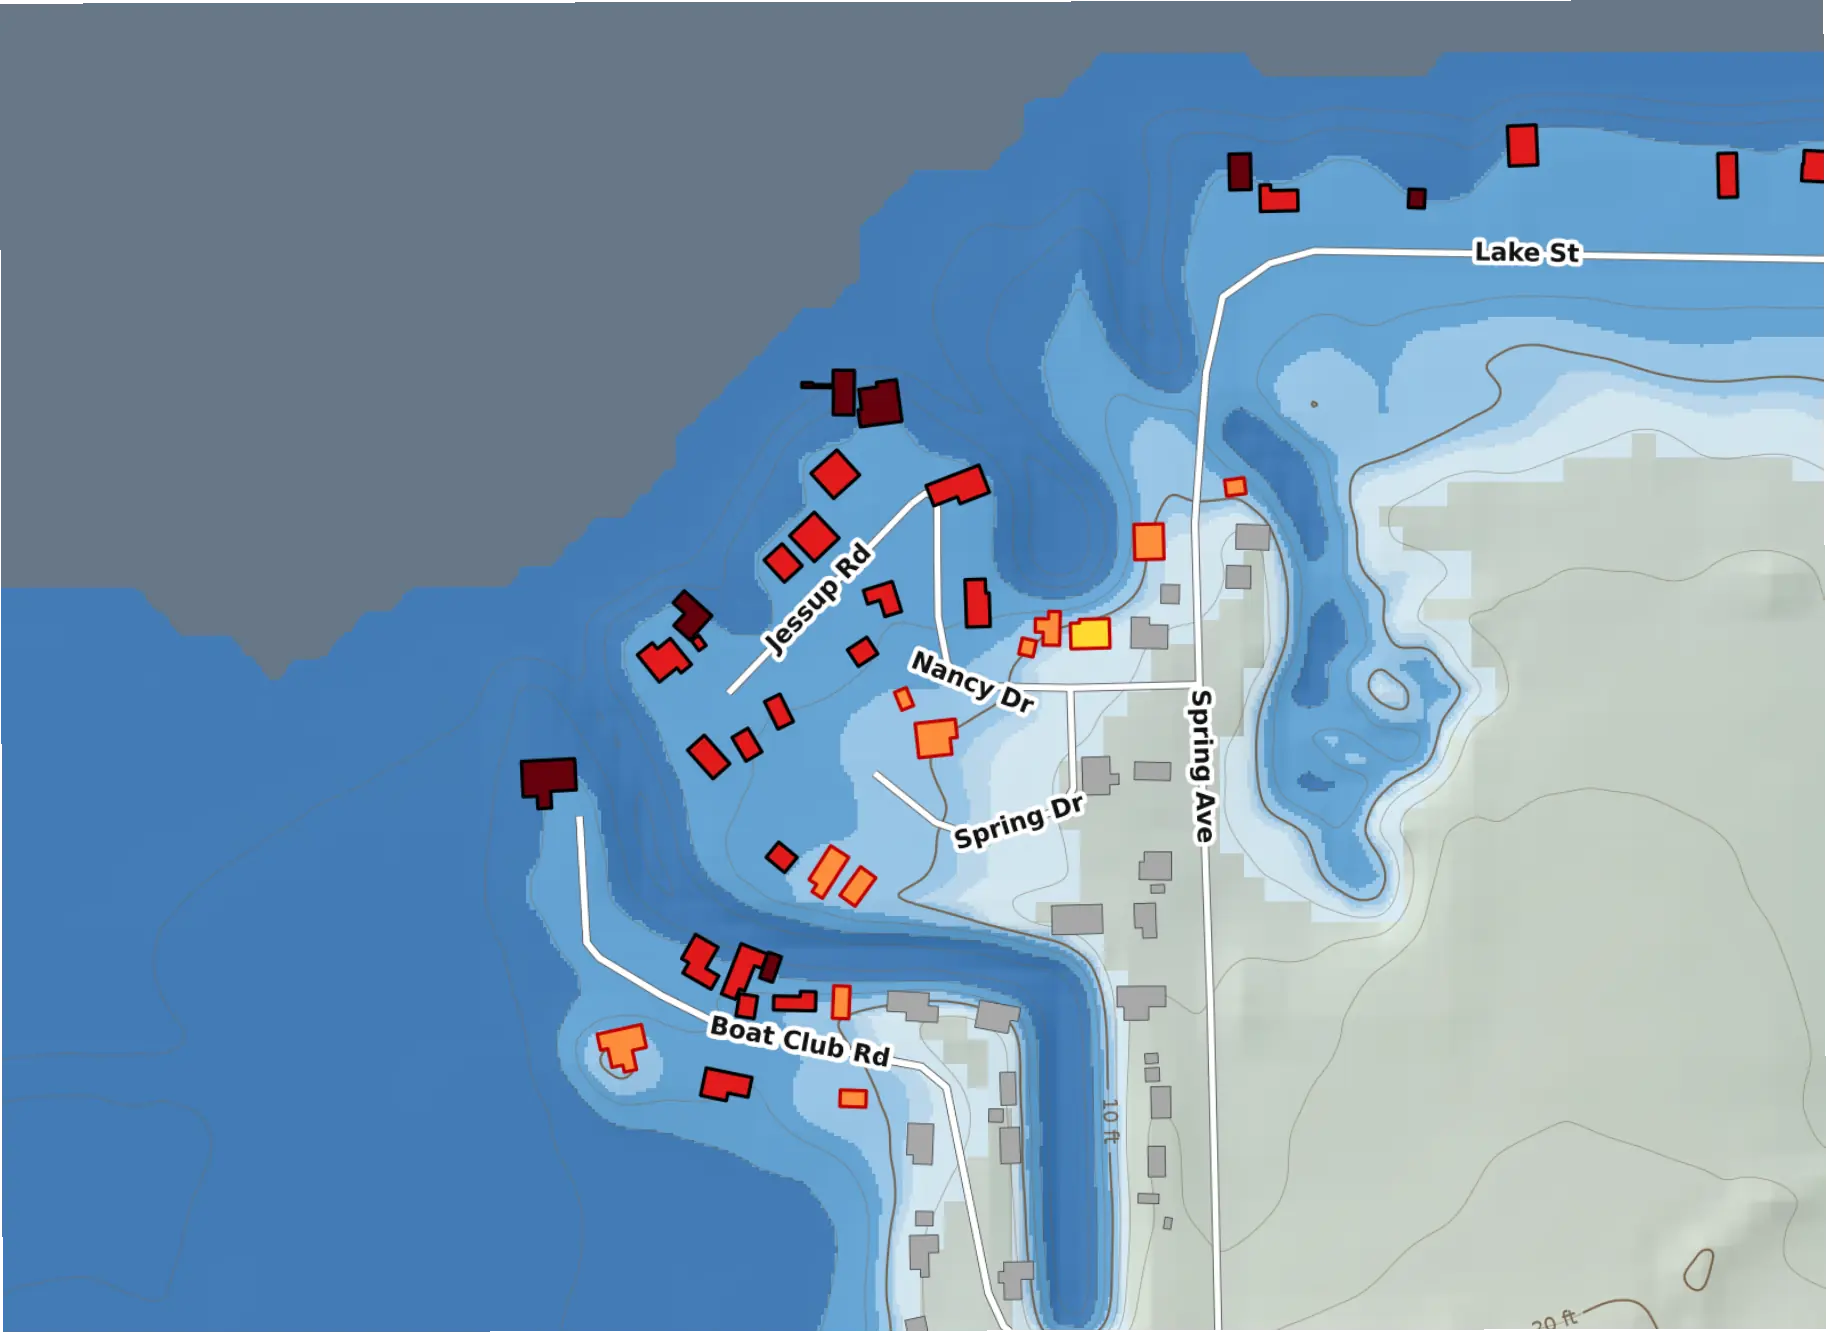 Lake St
Jessup Rd
Nancy Dr
Spring Ave
Spring Dr
Boat Club Rd
10 ft
20 ft